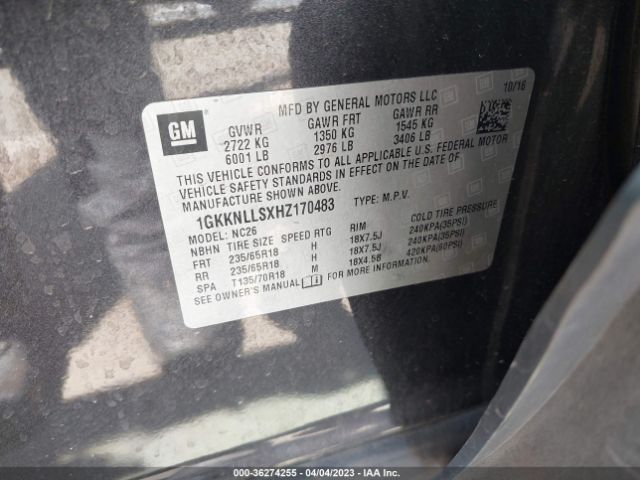 MFD BY GENERAL MOTORS LLC 10/16
GM
GVWR GAWR FRT GAWR RR
2722 KG 1350 KG 1545 KG
6001 LB 2976 LB 3406 LB
THIS VEHICLE CONFORMS TO ALL APPLICABLE U.S. FEDERAL MOTOR
VEHICLE SAFETY STANDARDS IN EFFECT ON THE DATE OF
MANUFACTURE SHOWN ABOVE.
1GKKNLLSXHZ170483 TYPE: M.P.V.
MODEL: NC26
NBHN TIRE SIZE SPEED RTG RIM COLD TIRE PRESSURE
FRT 235/65R18 H 18X7.5J 240KPA(35PSI)
RR 235/65R18 H 18X7.5J 240KPA(35PSI)
SPA T135/70R18 M 18X4.5B 420KPA(60PSI)
SEE OWNER'S MANUAL FOR MORE INFORMATION.
000-36274255 - 04/04/2023 - IAA Inc.